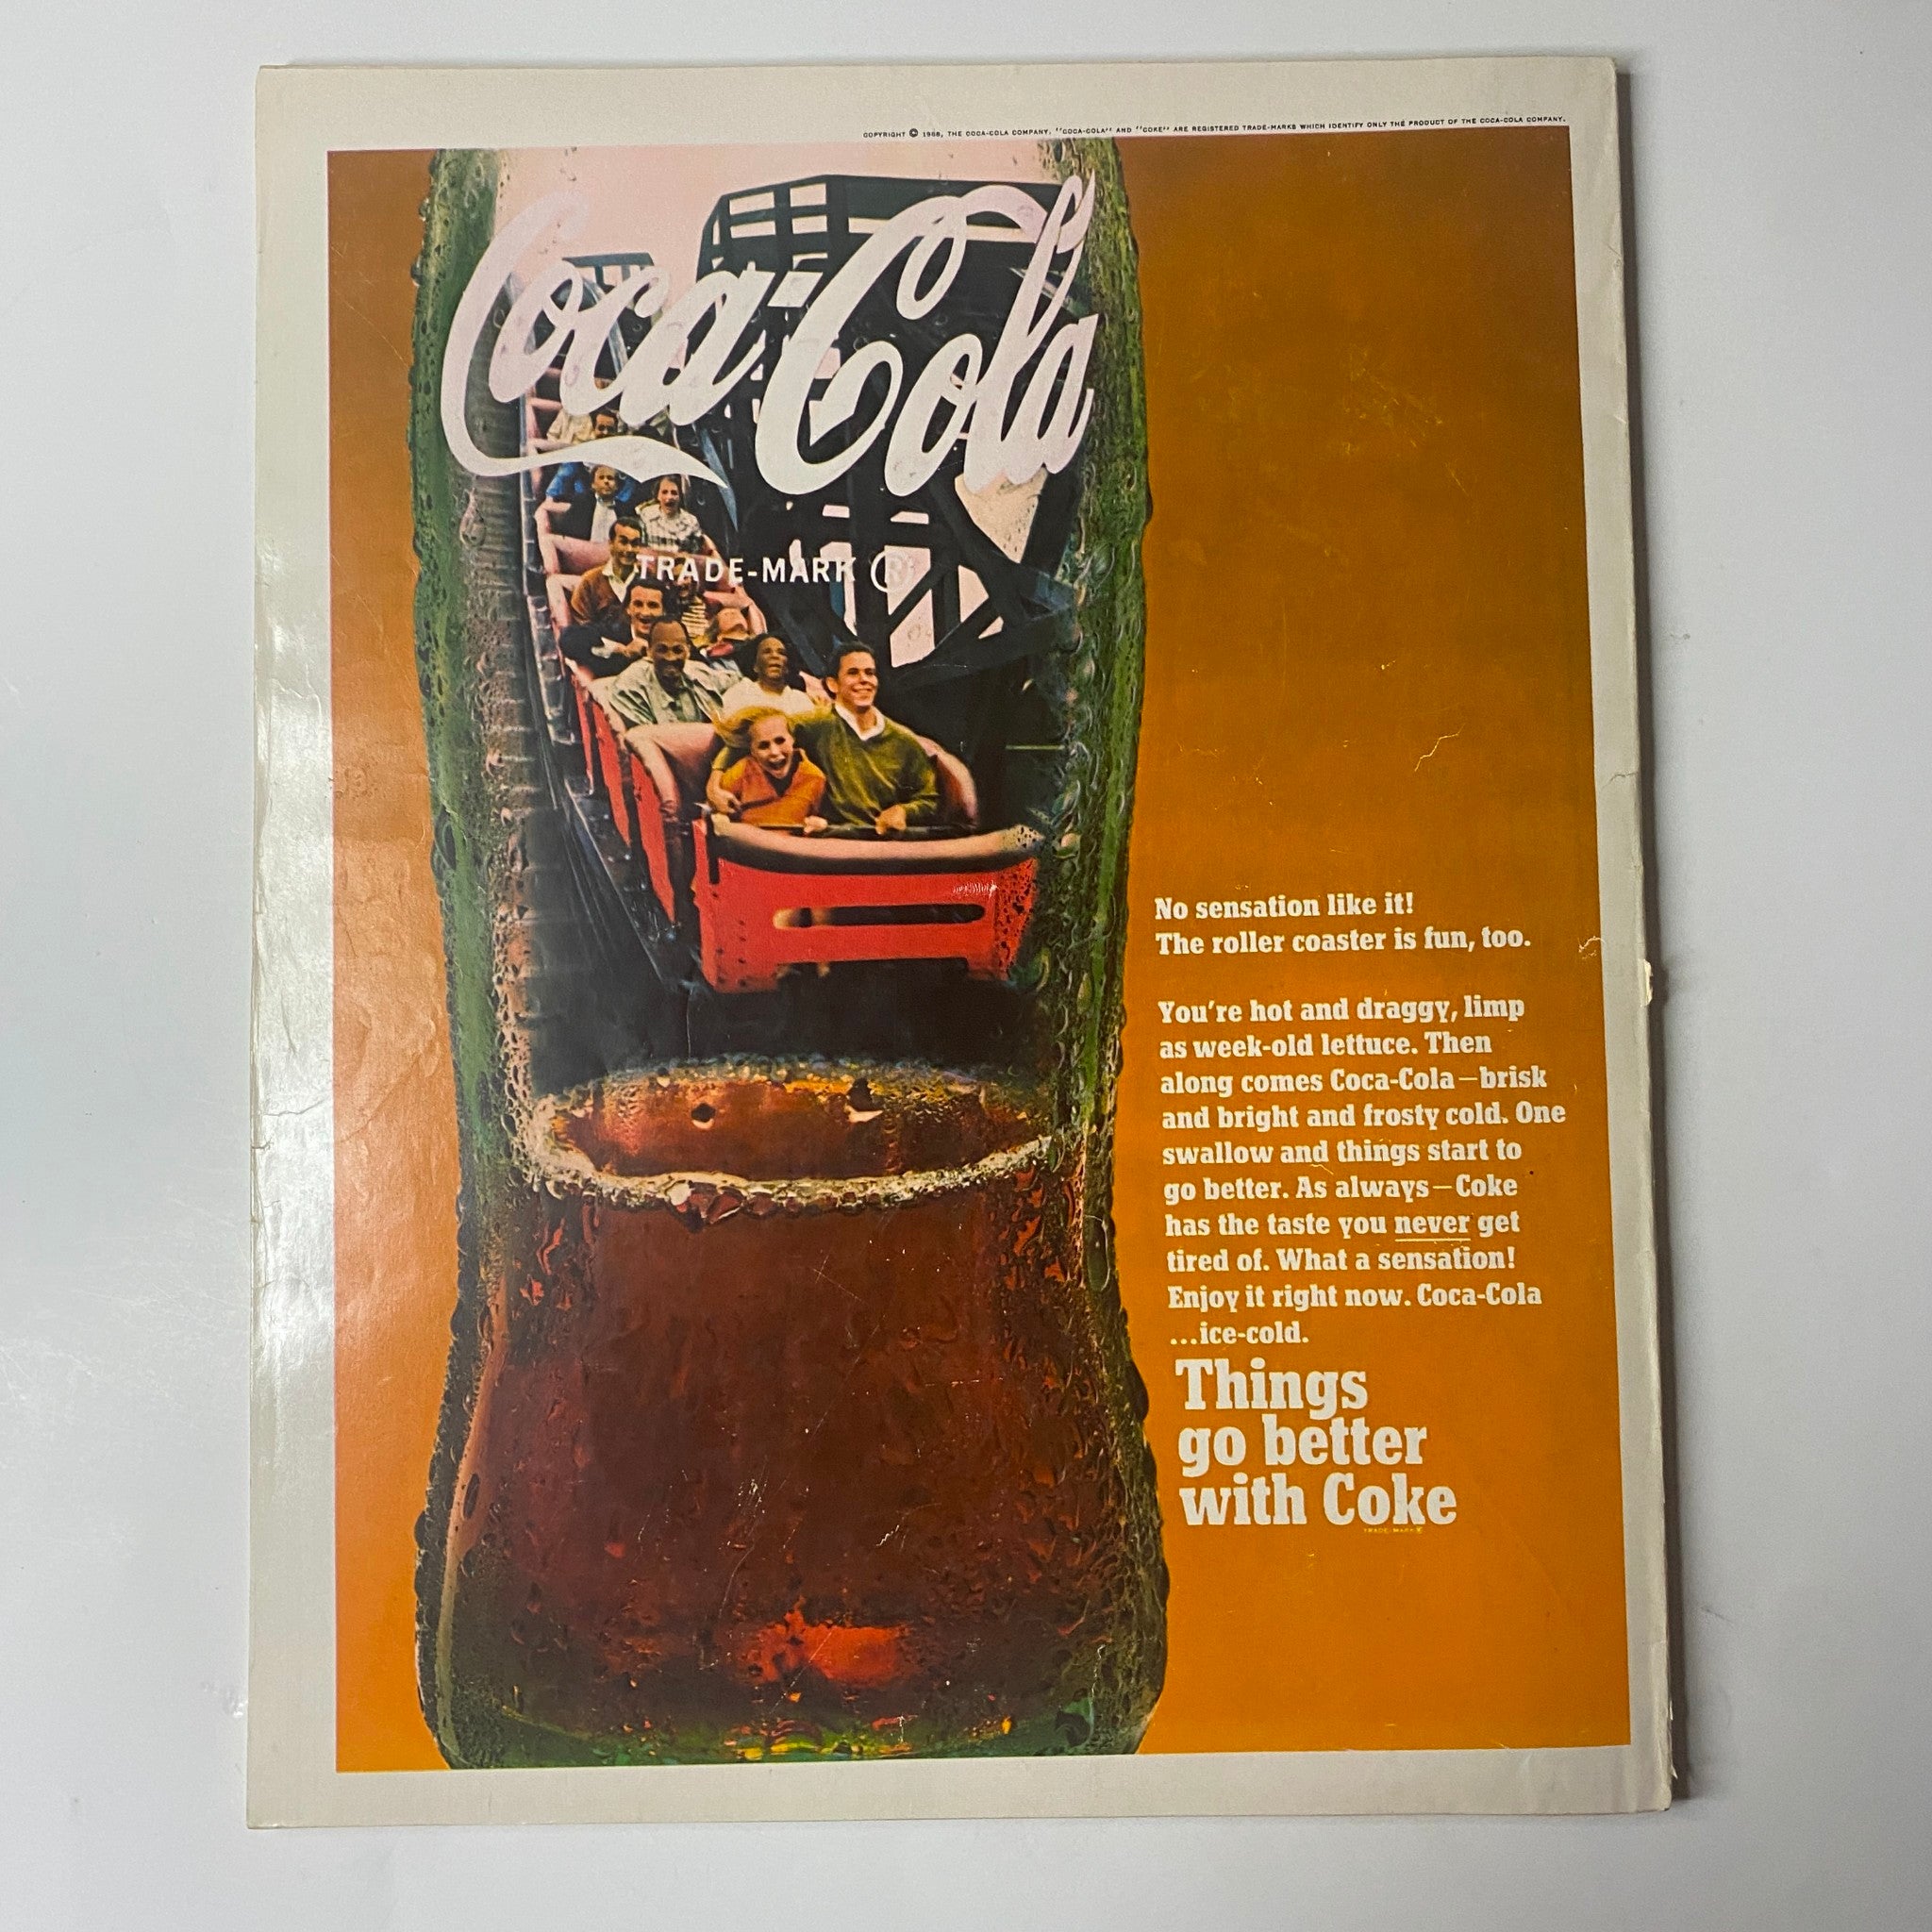 COPYRIGHT © 1968, THE COCA-COLA COMPANY. "COCA-COLA" AND "COKE" ARE REGISTERED TRADE-MARKS WHICH IDENTIFY ONLY THE PRODUCT OF THE COCA-COLA COMPANY.
Coca-Cola
TRADE-MARK ®
No sensation like it!
The roller coaster is fun, too.
You're hot and draggy, limp
as week-old lettuce. Then
along comes Coca-Cola—brisk
and bright and frosty cold. One
swallow and things start to
go better. As always—Coke
has the taste you never get
tired of. What a sensation!
Enjoy it right now. Coca-Cola
...ice-cold.
Things
go better
with Coke
TRADE-MARK ®